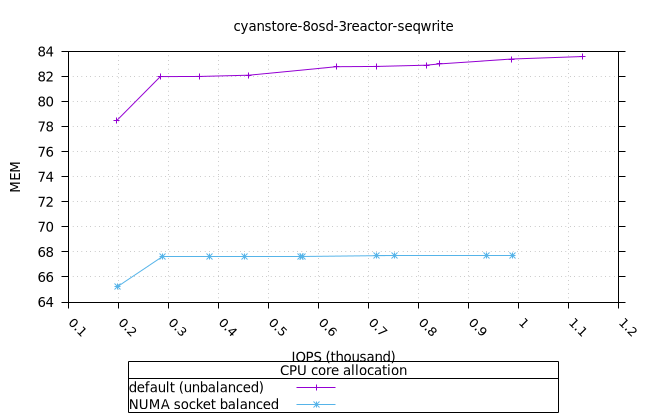 cyanstore-8osd-3reactor-seqwrite
84
82
80
78
76
74
72
70
68
66
64
MEM
0.1 0.2 0.3 0.4 0.5 0.6 0.7 0.8 0.9 1 1.1 1.2
IOPS (thousand)
CPU core allocation
default (unbalanced)
NUMA socket balanced